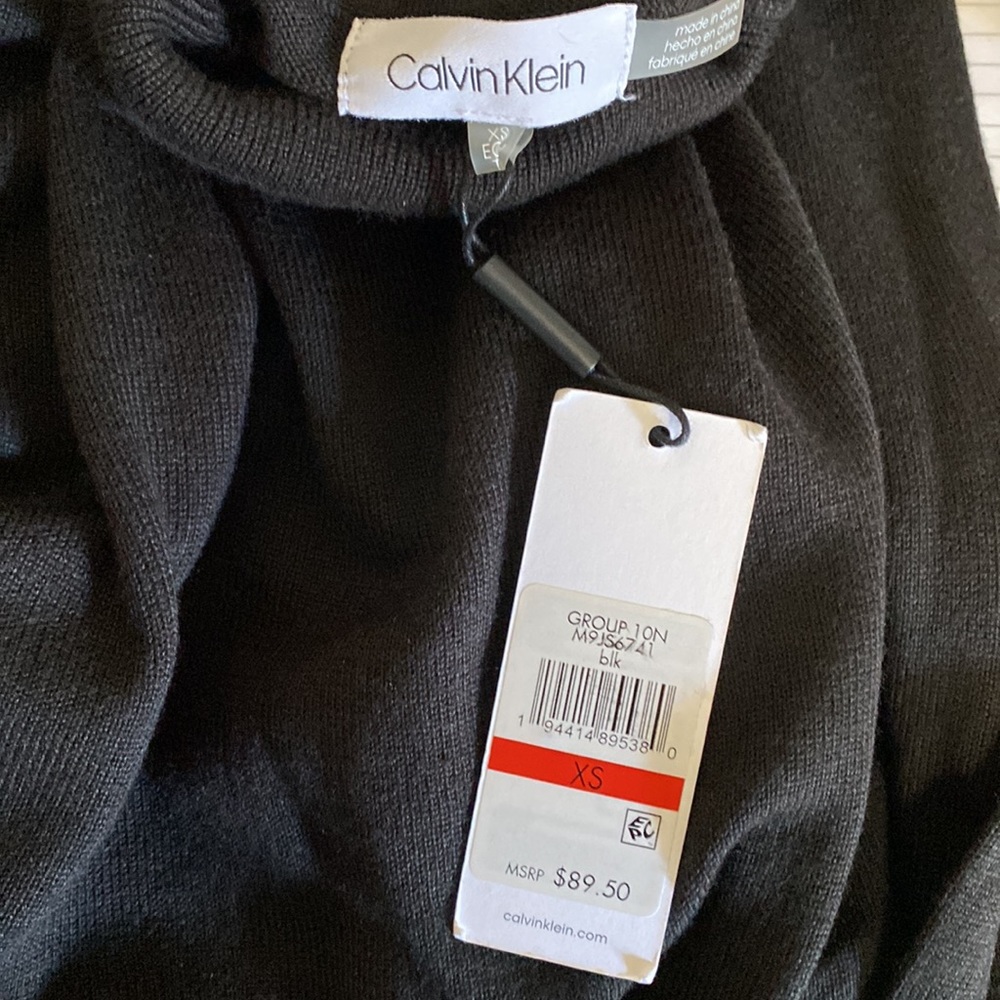 Calvin Klein
made in china
hecho en china
fabriqué en chine
XS
GROUP 10N
M9JS6741
blk
1 94414 89538 0
XS
MSRP $89.50
calvinklein.com